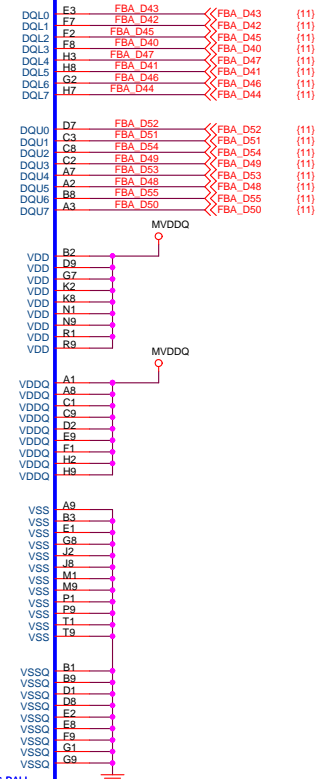 DQL0 E3 FBA_D43 FBA_D43 {11}
DQL1 F7 FBA_D42 FBA_D42 {11}
DQL2 F2 FBA_D45 FBA_D45 {11}
DQL3 F8 FBA_D40 FBA_D40 {11}
DQL4 H3 FBA_D47 FBA_D47 {11}
DQL5 H8 FBA_D41 FBA_D41 {11}
DQL6 G2 FBA_D46 FBA_D46 {11}
DQL7 H7 FBA_D44 FBA_D44 {11}
DQU0 D7 FBA_D52 FBA_D52 {11}
DQU1 C3 FBA_D51 FBA_D51 {11}
DQU2 C8 FBA_D54 FBA_D54 {11}
DQU3 C2 FBA_D49 FBA_D49 {11}
DQU4 A7 FBA_D53 FBA_D53 {11}
DQU5 A2 FBA_D48 FBA_D48 {11}
DQU6 B8 FBA_D55 FBA_D55 {11}
DQU7 A3 FBA_D50 FBA_D50 {11}
MVDDQ
VDD B2
VDD D9
VDD G7
VDD K2
VDD K8
VDD N1
VDD N9
VDD R1
VDD R9
MVDDQ
VDDQ A1
VDDQ A8
VDDQ C1
VDDQ C9
VDDQ D2
VDDQ E9
VDDQ F1
VDDQ H2
VDDQ H9
VSS A9
VSS B3
VSS E1
VSS G8
VSS J2
VSS J8
VSS M1
VSS M9
VSS P1
VSS P9
VSS T1
VSS T9
VSSQ B1
VSSQ B9
VSSQ D1
VSSQ D8
VSSQ E2
VSSQ E8
VSSQ F9
VSSQ G1
VSSQ G9